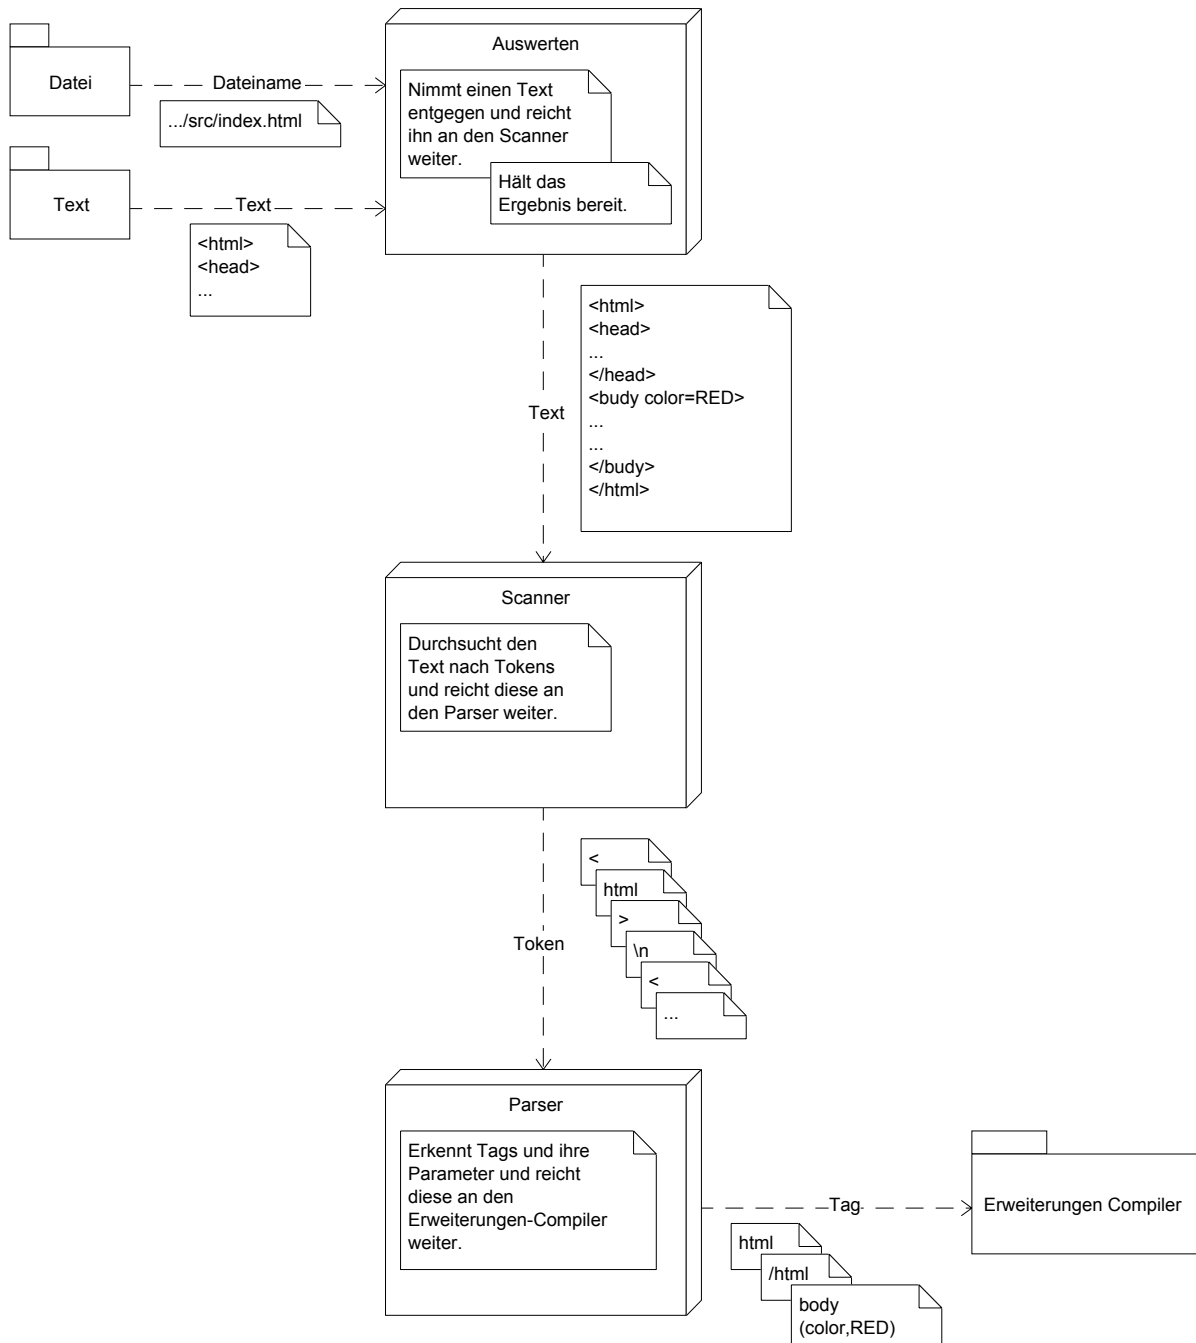 Datei
Dateiname
.../src/index.html
Text
Text
<html>
<head>
...
Auswerten
Nimmt einen Text
entgegen und reicht
ihn an den Scanner
weiter.
Hält das
Ergebnis bereit.
Text
<html>
<head>
...
</head>
<budy color=RED>
...
...
</budy>
</html>
Scanner
Durchsucht den
Text nach Tokens
und reicht diese an
den Parser weiter.
Token
<
html
>
\n
<
...
Parser
Erkennt Tags und ihre
Parameter und reicht
diese an den
Erweiterungen-Compiler
weiter.
Tag
html
/html
body
(color,RED)
Erweiterungen Compiler